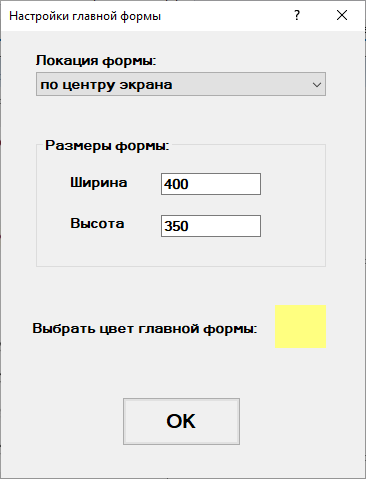 Настройки главной формы
?
Локация формы:
по центру экрана
Размеры формы:
Ширина 400
Высота 350
Выбрать цвет главной формы:
OK